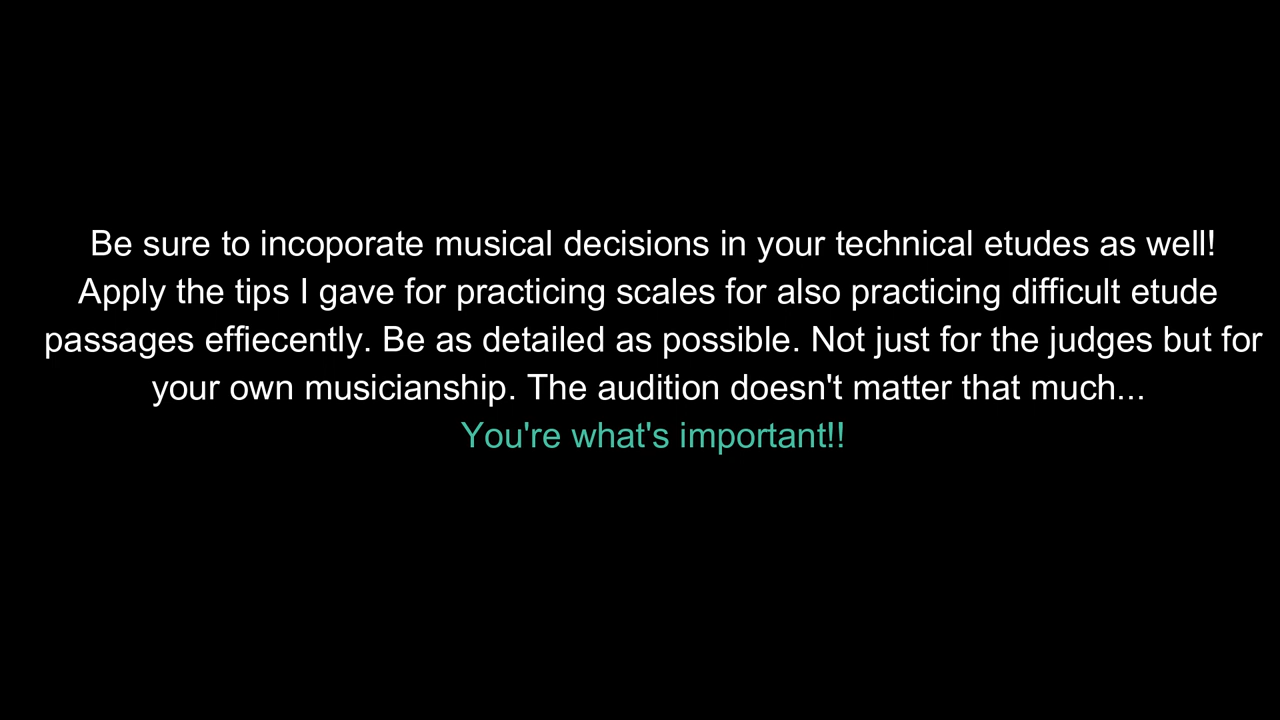 Be sure to incoporate musical decisions in your technical etudes as well!
Apply the tips I gave for practicing scales for also practicing difficult etude
passages effiecently. Be as detailed as possible. Not just for the judges but for
your own musicianship. The audition doesn't matter that much...
You're what's important!!